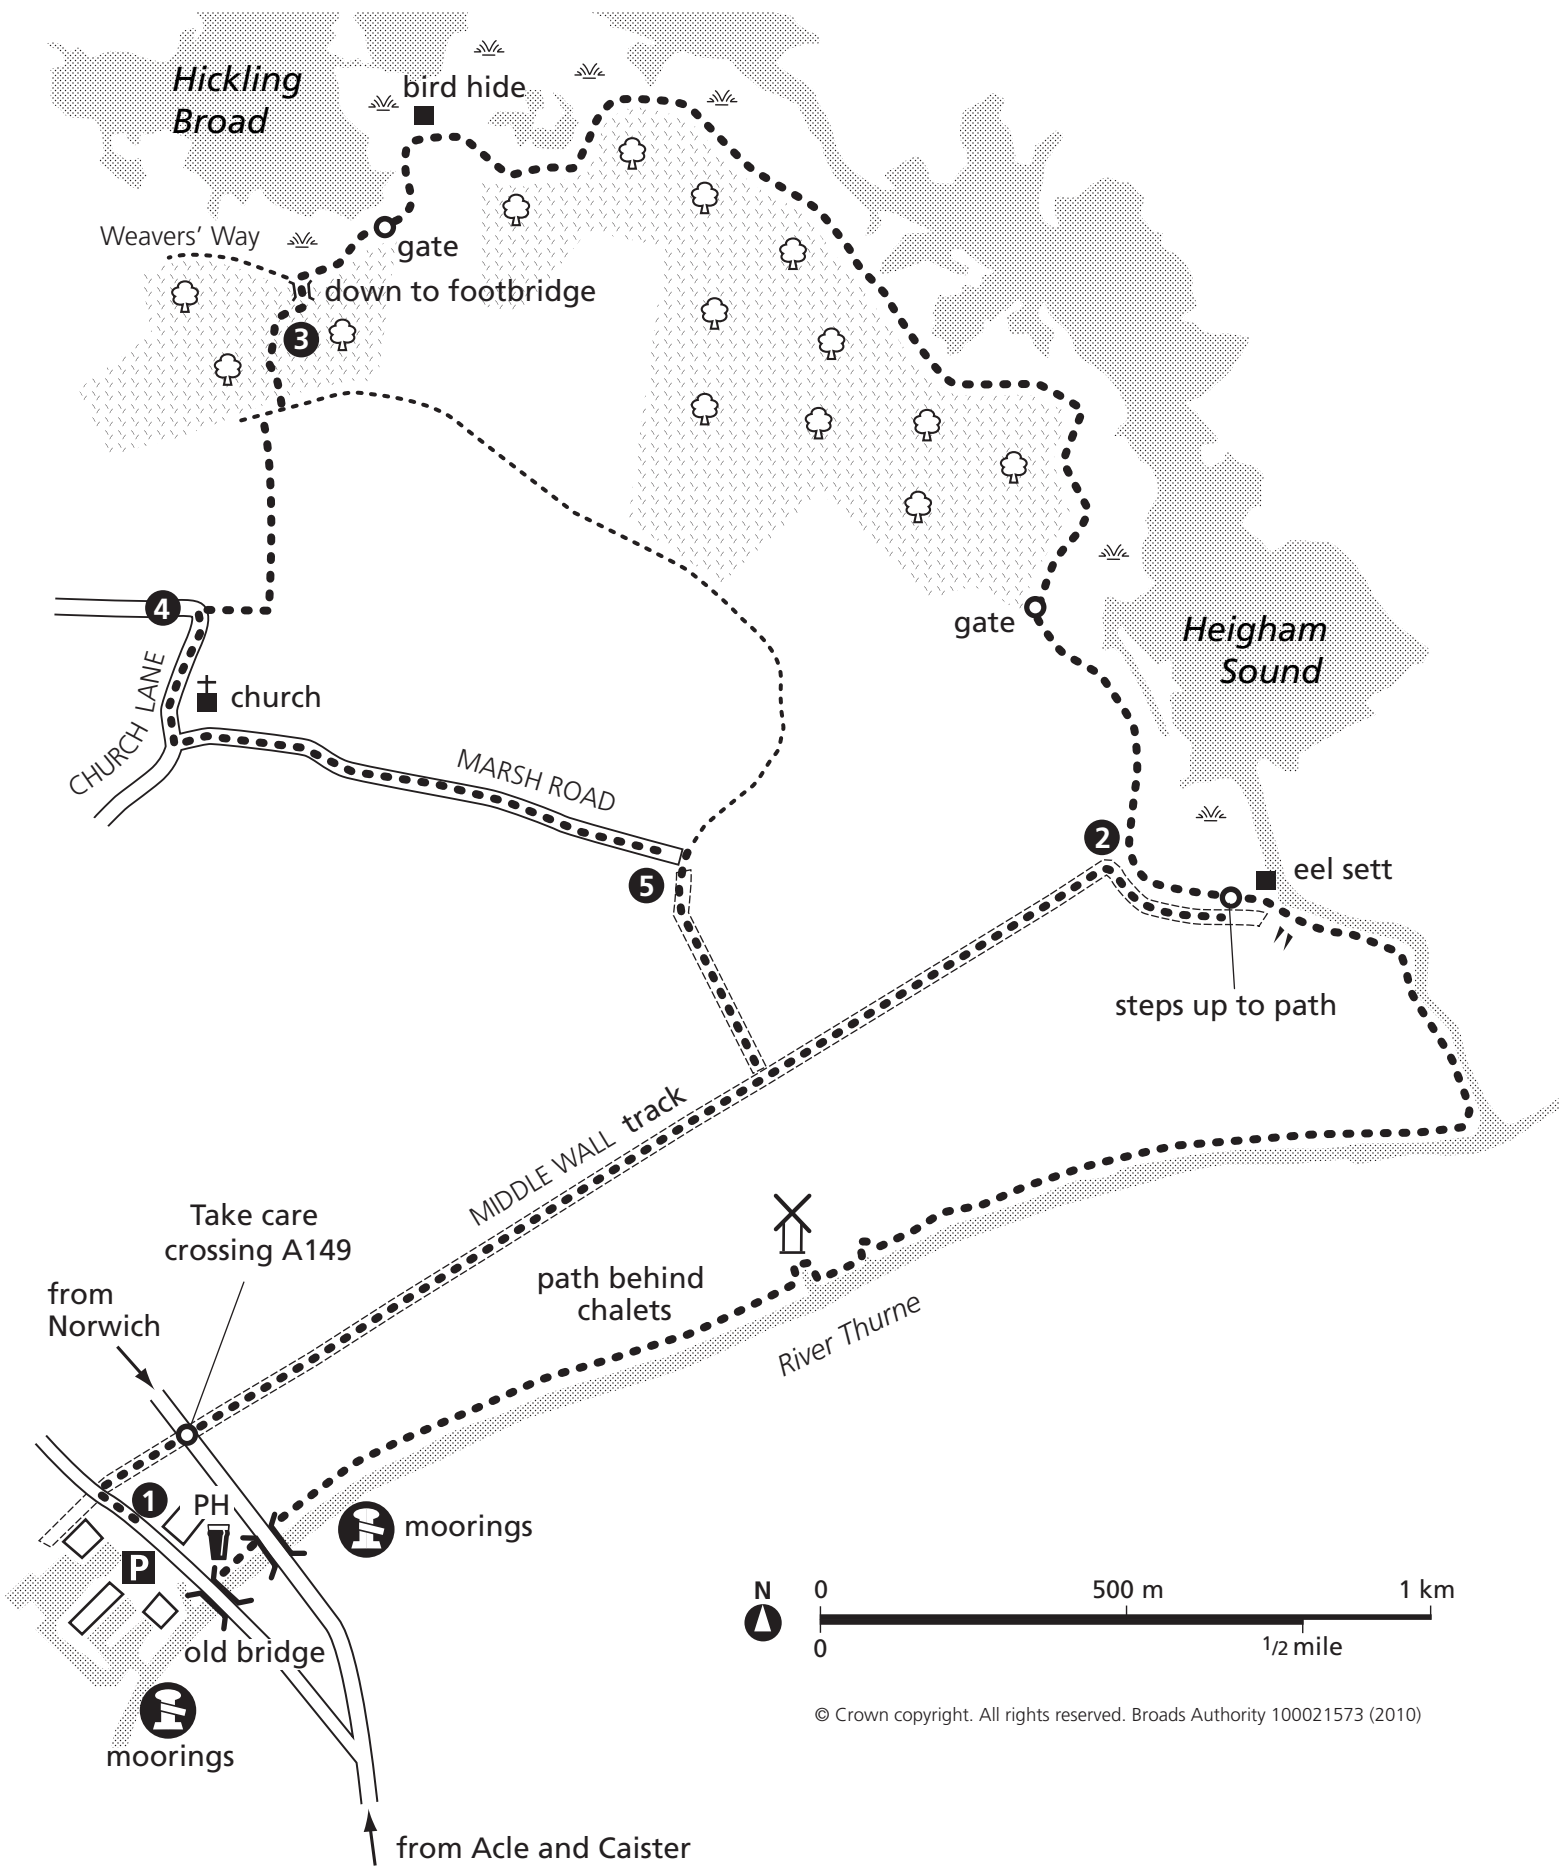 Hickling
Broad
bird hide
Weavers’ Way
gate
down to footbridge
3
4
gate
Heigham
Sound
CHURCH LANE
church
MARSH ROAD
2
5
eel sett
steps up to path
MIDDLE WALL track
Take care
crossing A149
from
Norwich
path behind
chalets
River Thurne
1
PH
moorings
P
old bridge
moorings
N
0
500 m
1 km
0
1/2 mile
© Crown copyright. All rights reserved. Broads Authority 100021573 (2010)
from Acle and Caister